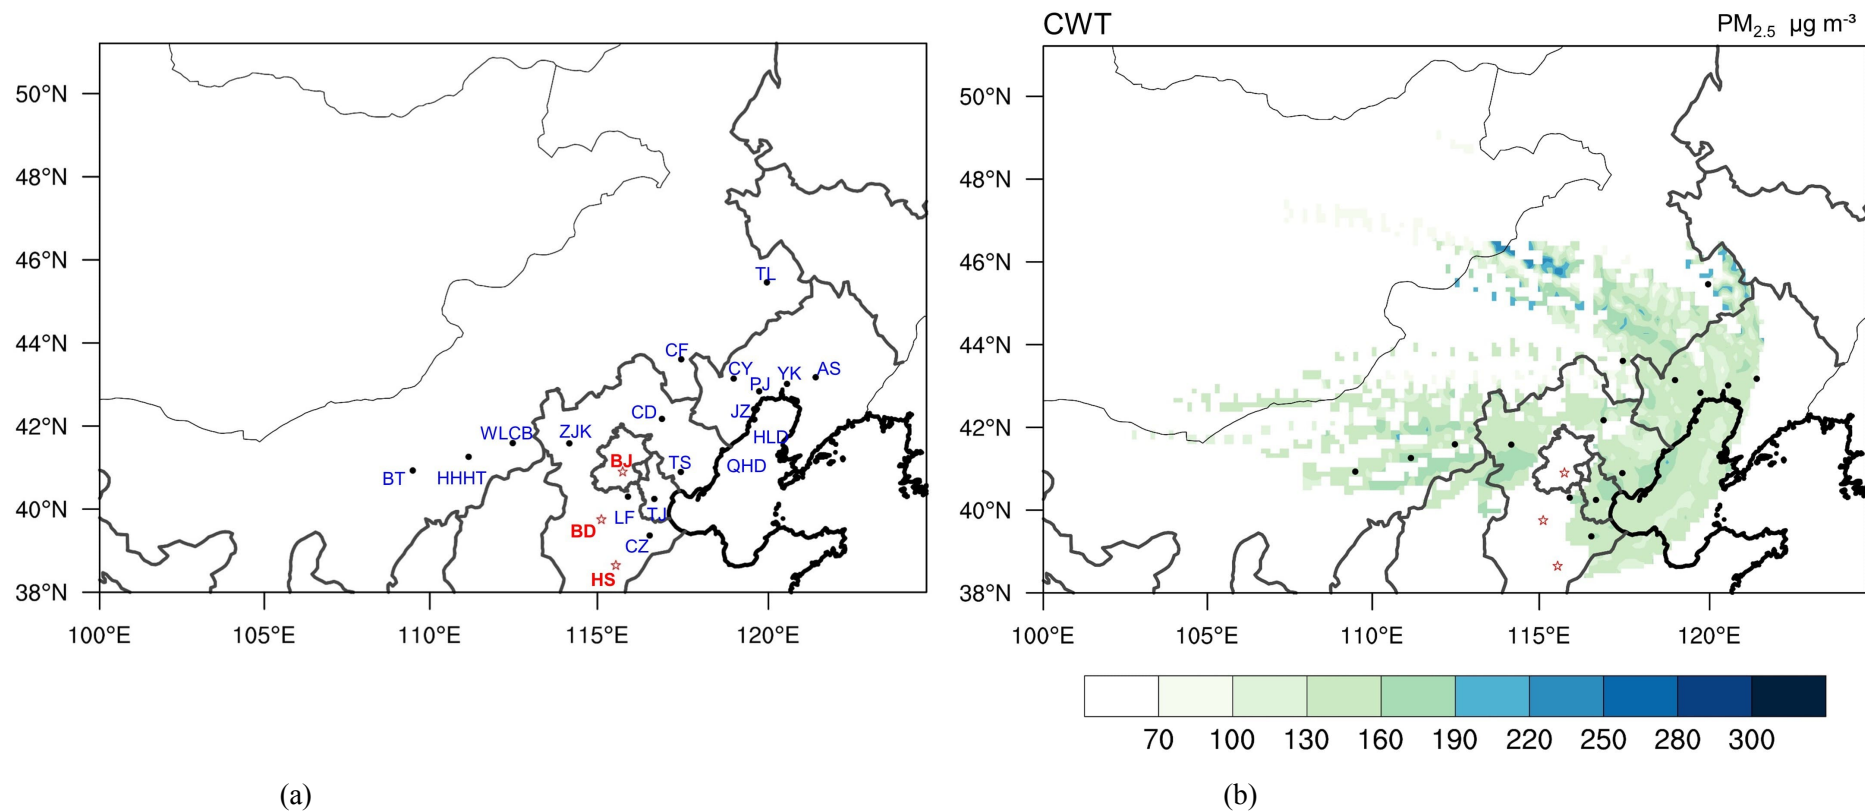 CWT
PM2.5 µg m⁻³
50°N
48°N
46°N
44°N
42°N
40°N
38°N
100°E
105°E
110°E
115°E
120°E
TL
CF
CY
PJ
YK
AS
JZ
CD
WLCB
ZJK
HLD
BJ
TS
QHD
BT
HHHT
LF
TJ
BD
CZ
HS
50°N
48°N
46°N
44°N
42°N
40°N
38°N
100°E
105°E
110°E
115°E
120°E
70
100
130
160
190
220
250
280
300
(a)
(b)